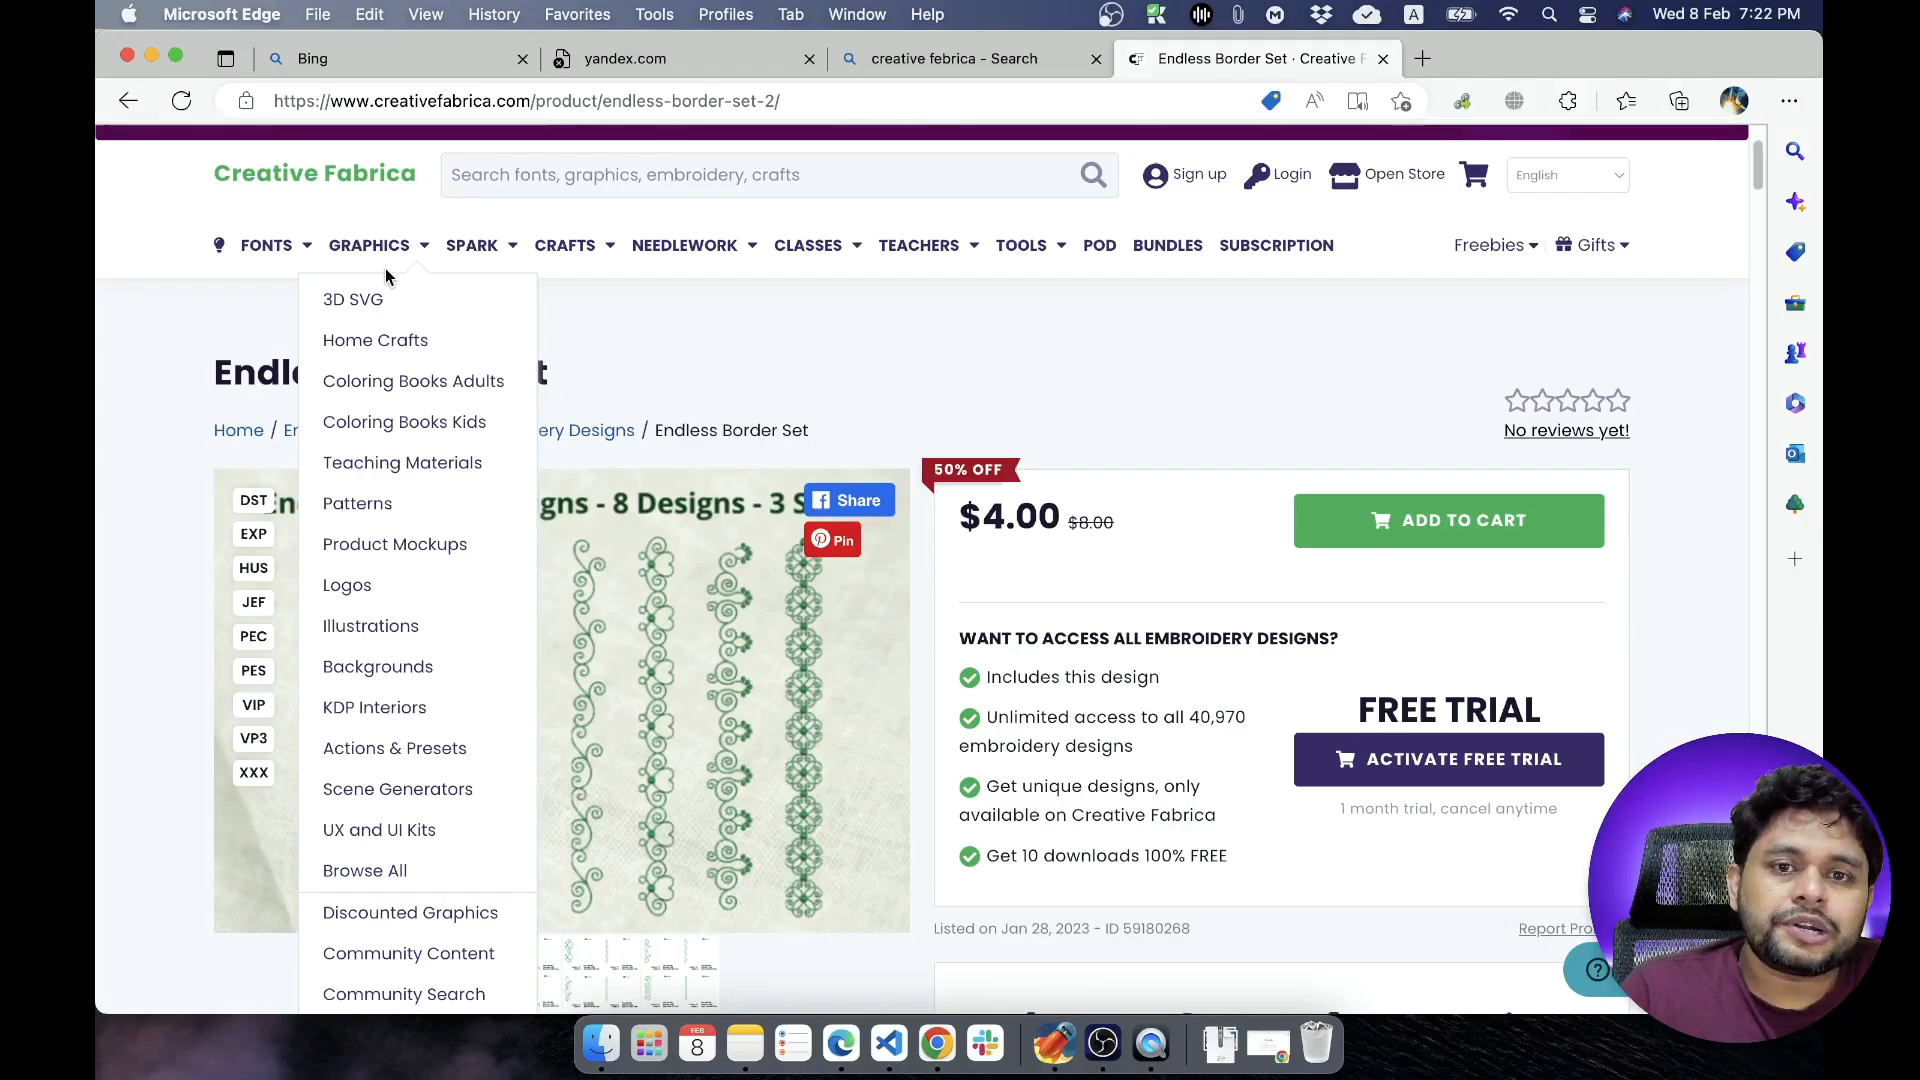 Microsoft Edge File Edit View History Favorites Tools Profiles Tab Window Help A Wed 8 Feb 7:22 PM
Bing yandex.com creative febrica - Search Endless Border Set · Creative F
https://www.creativefabrica.com/product/endless-border-set-2/
Creative Fabrica Search fonts, graphics, embroidery, crafts Sign up Login Open Store English
FONTS GRAPHICS SPARK CRAFTS NEEDLEWORK CLASSES TEACHERS TOOLS POD BUNDLES SUBSCRIPTION Freebies Gifts
3D SVG
Home Crafts
Coloring Books Adults
Coloring Books Kids
Teaching Materials
Patterns
Product Mockups
Logos
Illustrations
Backgrounds
KDP Interiors
Actions & Presets
Scene Generators
UX and UI Kits
Browse All
Discounted Graphics
Community Content
Community Search
Endl t
Home / Er ery Designs / Endless Border Set
No reviews yet!
gns - 8 Designs - 3 S
Share
Pin
DST
EXP
HUS
JEF
PEC
PES
VIP
VP3
XXX
50% OFF
$4.00 $8.00
ADD TO CART
WANT TO ACCESS ALL EMBROIDERY DESIGNS?
Includes this design
Unlimited access to all 40,970
embroidery designs
Get unique designs, only
available on Creative Fabrica
Get 10 downloads 100% FREE
FREE TRIAL
ACTIVATE FREE TRIAL
1 month trial, cancel anytime
Listed on Jan 28, 2023 - ID 59180268
Report Pro
FEB
8